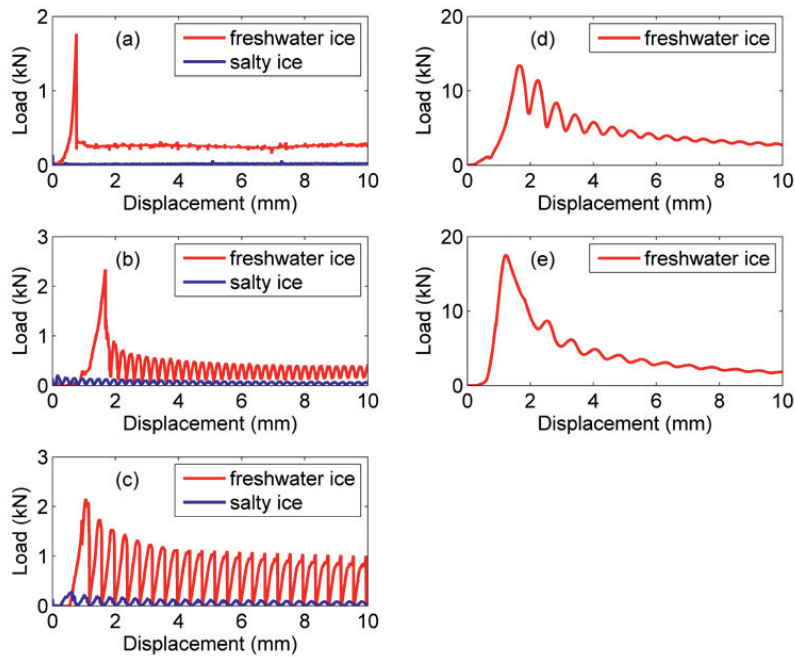 2
1
0
Load (kN)
(a)
freshwater ice
salty ice
0 2 4 6 8 10
Displacement (mm)
20
10
0
Load (kN)
(d)
freshwater ice
0 2 4 6 8 10
Displacement (mm)
3
2
1
0
Load (kN)
(b)
freshwater ice
salty ice
0 2 4 6 8 10
Displacement (mm)
20
10
0
Load (kN)
(e)
freshwater ice
0 2 4 6 8 10
Displacement (mm)
3
2
1
0
Load (kN)
(c)
freshwater ice
salty ice
0 2 4 6 8 10
Displacement (mm)